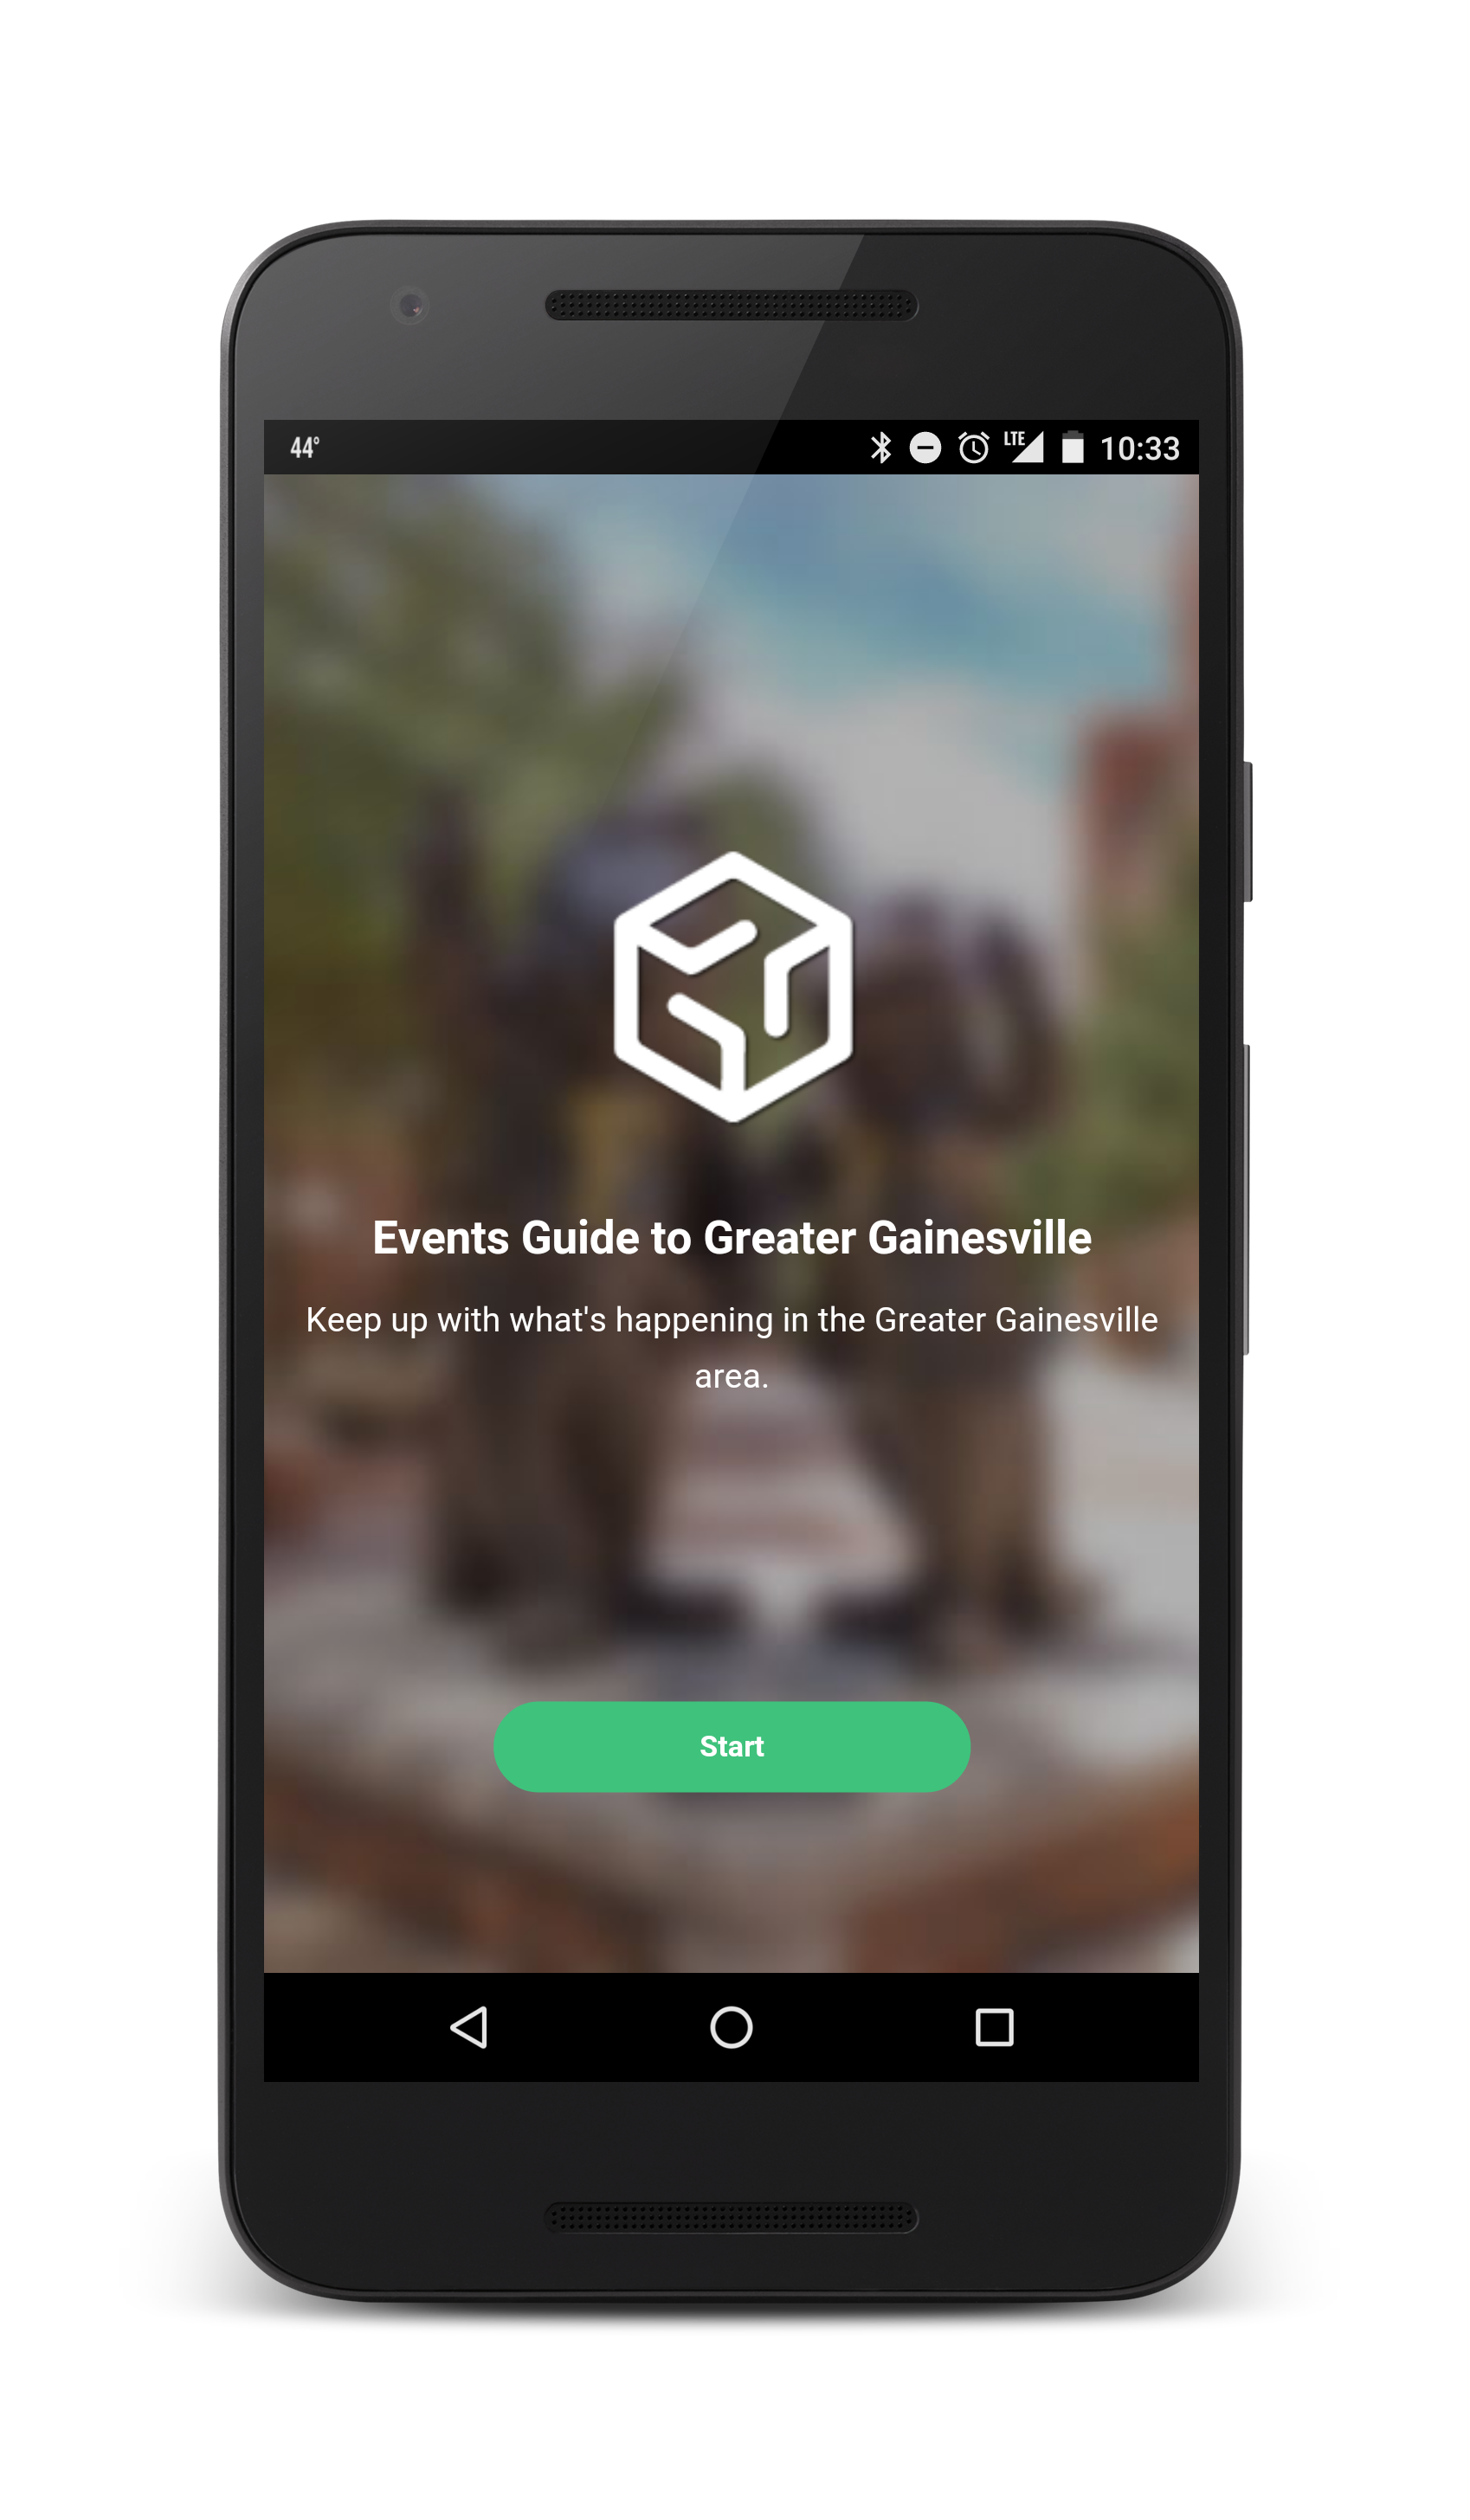 44°
LTE
10:33
Events Guide to Greater Gainesville
Keep up with what's happening in the Greater Gainesville
area.
Start